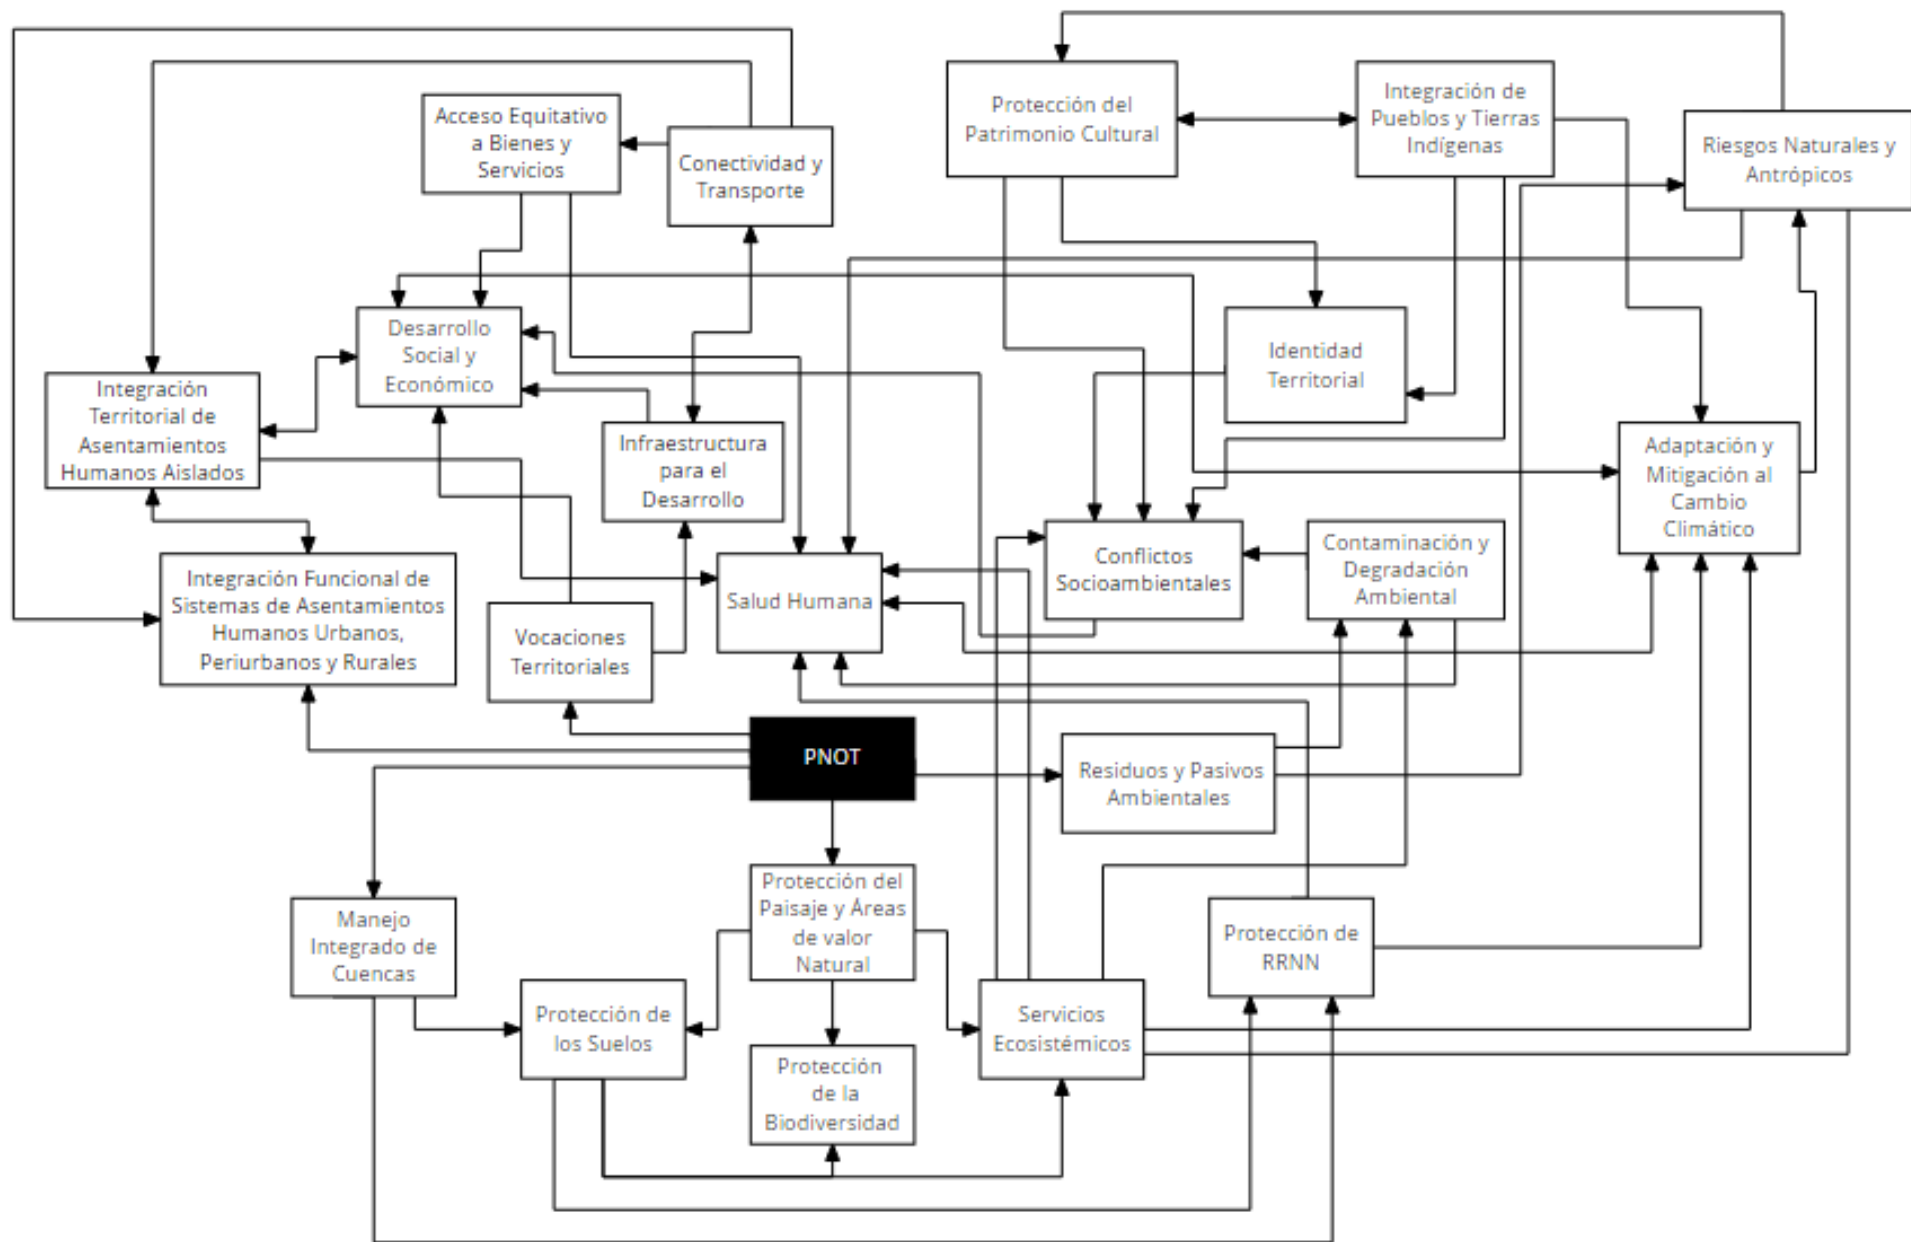 Acceso Equitativo
a Bienes y
Servicios
Conectividad y
Transporte
Protección del
Patrimonio Cultural
Integración de
Pueblos y Tierras
Indígenas
Riesgos Naturales y
Antrópicos
Desarrollo
Social y
Económico
Identidad
Territorial
Integración
Territorial de
Asentamientos
Humanos Aislados
Infraestructura
para el
Desarrollo
Adaptación y
Mitigación al
Cambio
Climático
Integración Funcional de
Sistemas de Asentamientos
Humanos Urbanos,
Periurbanos y Rurales
Vocaciones
Territoriales
Salud Humana
Conflictos
Socioambientales
Contaminación y
Degradación
Ambiental
PNOT
Residuos y Pasivos
Ambientales
Manejo
Integrado de
Cuencas
Protección del
Paisaje y Áreas
de valor
Natural
Protección de
RRNN
Protección de
los Suelos
Servicios
Ecosistémicos
Protección
de la
Biodiversidad